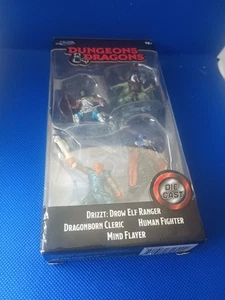 DUNGEONS
& DRAGONS
DIE
CAST
DRIZZT: DROW ELF RANGER
DRAGONBORN CLERIC HUMAN FIGHTER
MIND FLAYER